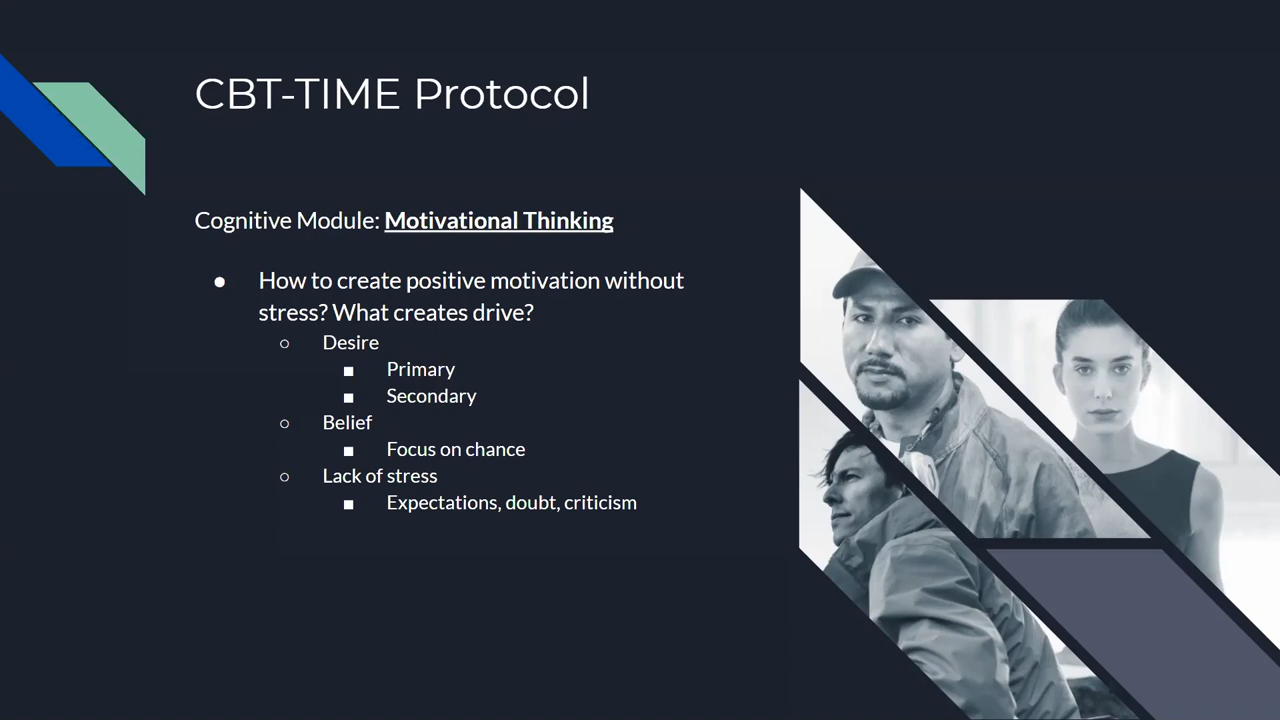 CBT-TIME Protocol
Cognitive Module: Motivational Thinking
● How to create positive motivation without
stress? What creates drive?
○ Desire
■ Primary
■ Secondary
○ Belief
■ Focus on chance
○ Lack of stress
■ Expectations, doubt, criticism